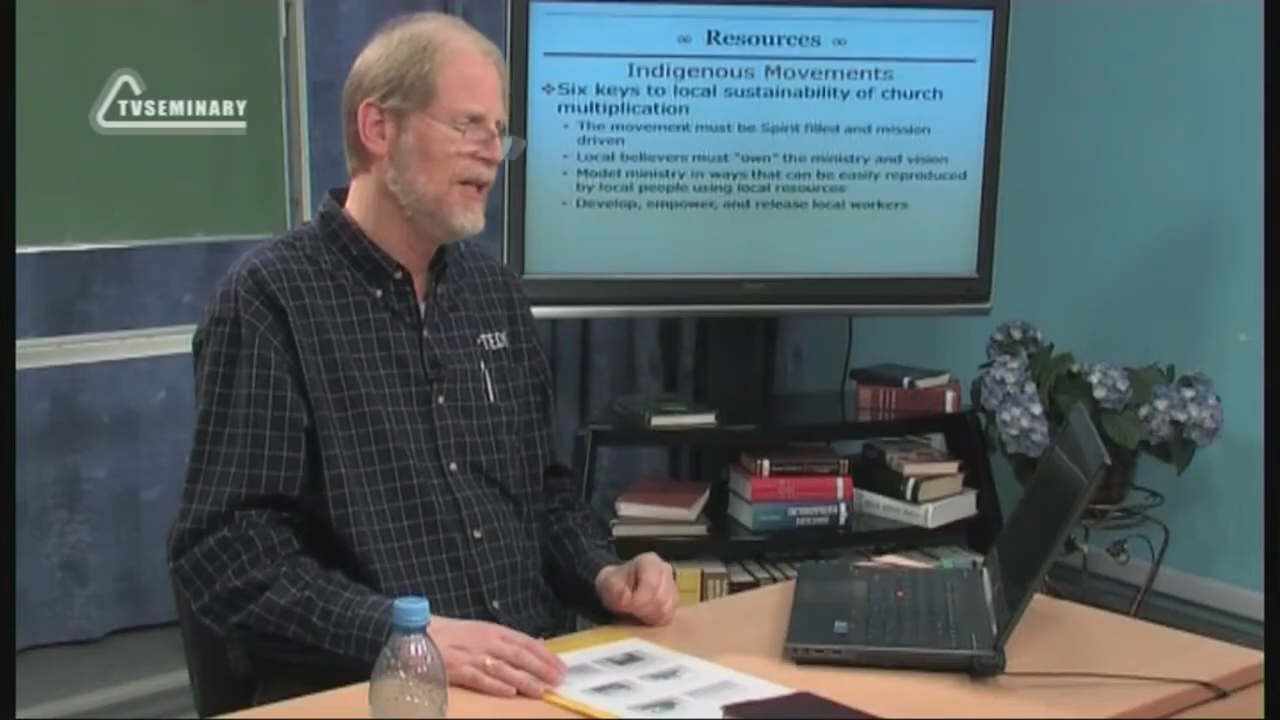 TVSEMINARY
Resources
Indigenous Movements
Six keys to local sustainability of church
multiplication
- The movement must be Spirit filled and mission
driven
- Local believers must "own" the ministry and vision
- Model ministry in ways that can be easily reproduced
by local people using local resources
- Develop, empower, and release local workers